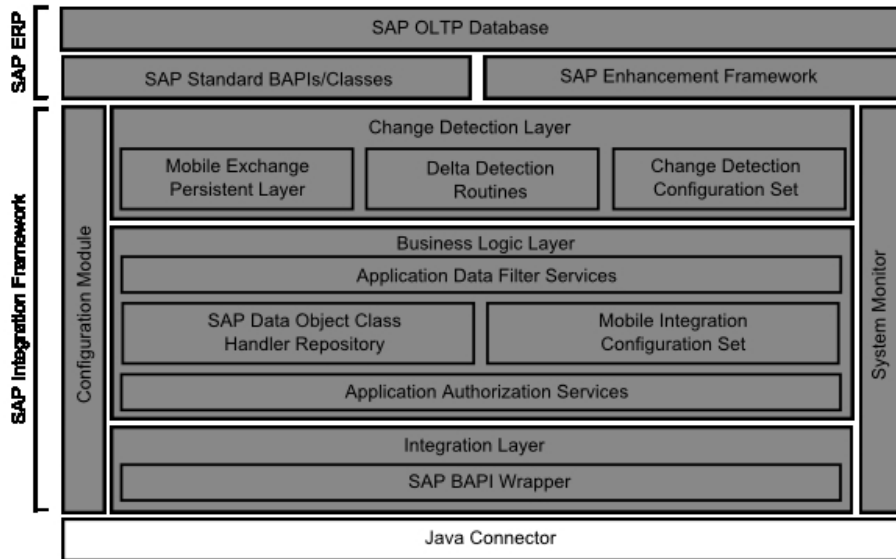 SAP ERP
SAP OLTP Database
SAP Standard BAPIs/Classes
SAP Enhancement Framework
SAP Integration Framework
Configuration Module
Change Detection Layer
Mobile Exchange
Persistent Layer
Delta Detection
Routines
Change Detection
Configuration Set
Business Logic Layer
Application Data Filter Services
SAP Data Object Class
Handler Repository
Mobile Integration
Configuration Set
Application Authorization Services
Integration Layer
SAP BAPI Wrapper
System Monitor
Java Connector